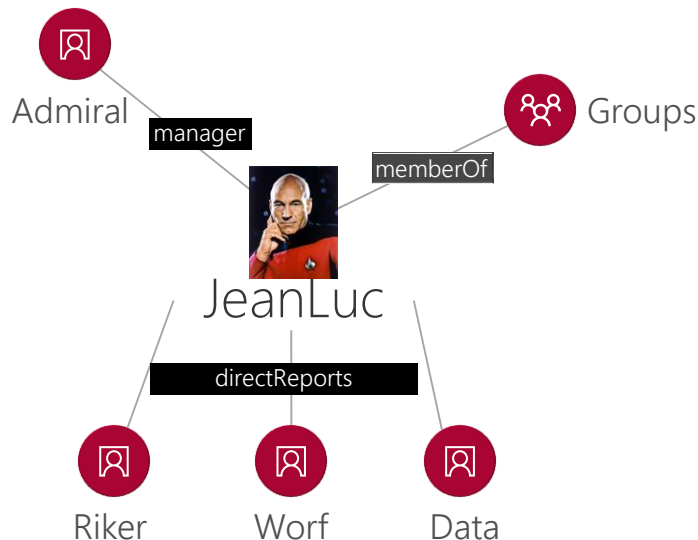 Admiral
Groups
manager
memberOf
JeanLuc
directReports
Riker
Worf
Data